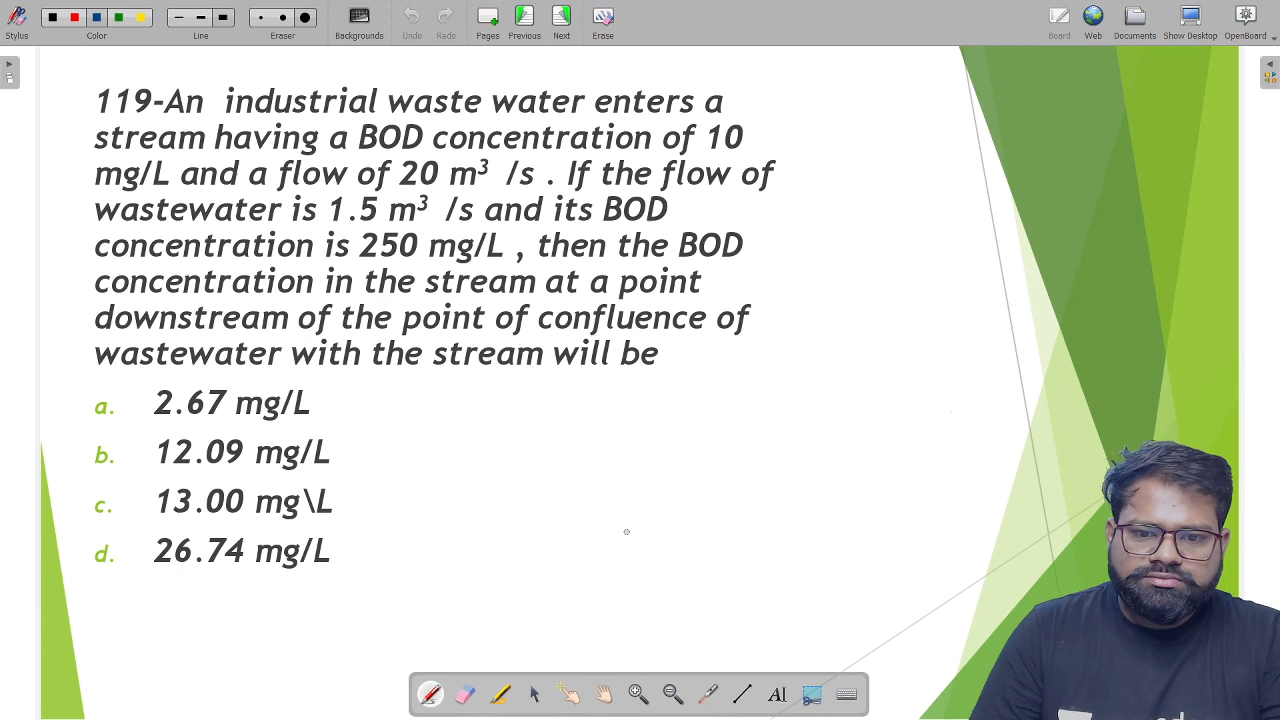 Stylus
Color
Line
Eraser
Backgrounds
Undo
Redo
Pages
Previous
Next
Erase
Board
Web
Documents
Show Desktop
OpenBoard
119-An industrial waste water enters a
stream having a BOD concentration of 10
mg/L and a flow of 20 m³ /s . If the flow of
wastewater is 1.5 m³ /s and its BOD
concentration is 250 mg/L , then the BOD
concentration in the stream at a point
downstream of the point of confluence of
wastewater with the stream will be
a. 2.67 mg/L
b. 12.09 mg/L
c. 13.00 mg\L
d. 26.74 mg/L
AI